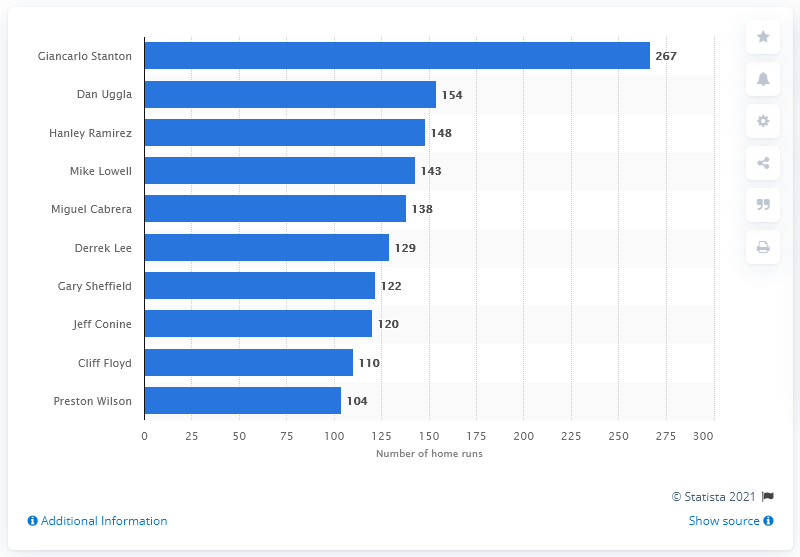 Giancarlo Stanton 267
Dan Uggla 154
Hanley Ramirez 148
Mike Lowell 143
Miguel Cabrera 138
Derrek Lee 129
Gary Sheffield 122
Jeff Conine 120
Cliff Floyd 110
Preston Wilson 104
0 25 50 75 100 125 150 175 200 225 250 275 300
Number of home runs
© Statista 2021
Additional Information Show source